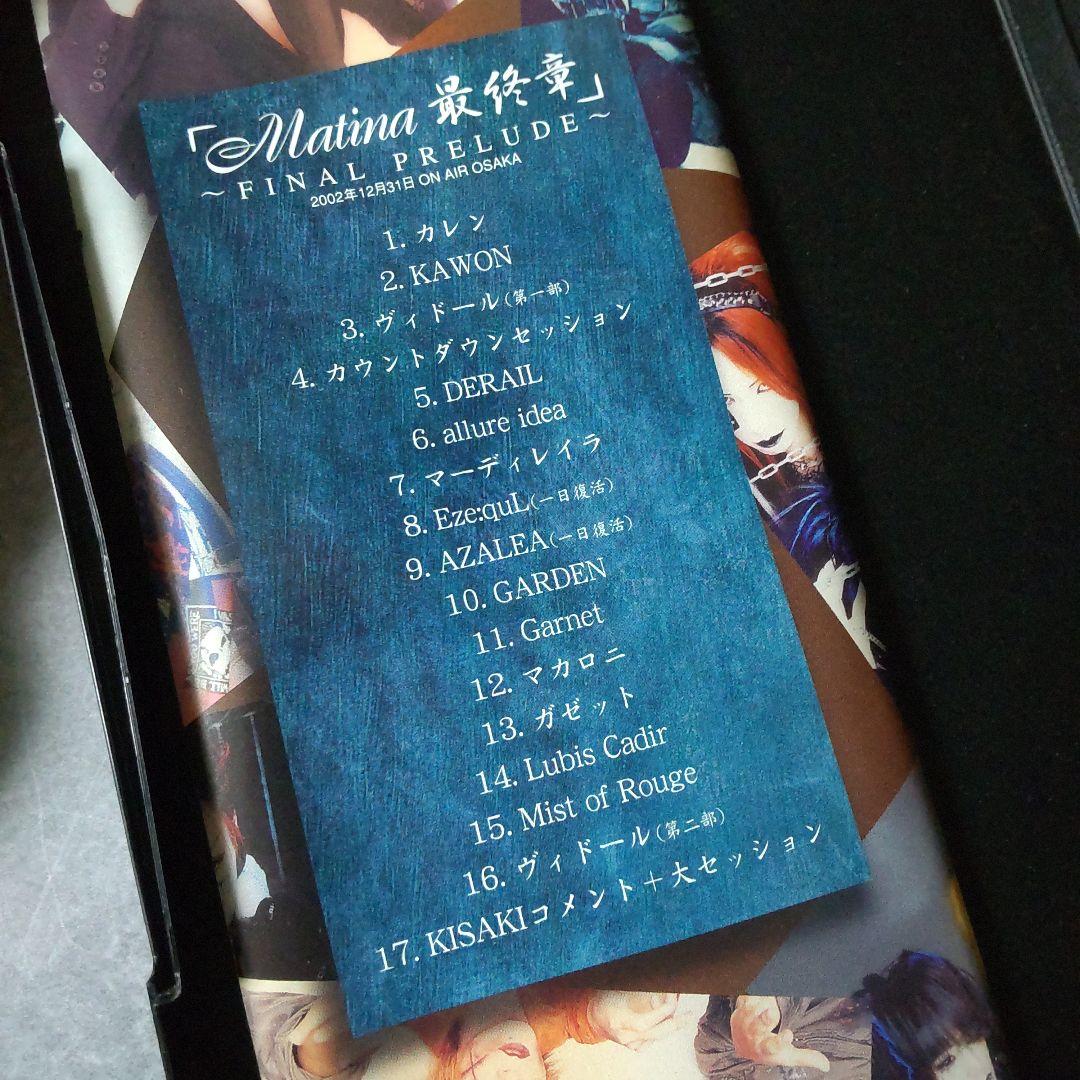 「Matina 最終章」
～FINAL PRELUDE～
2002年12月31日 ON AIR OSAKA
1. カレン
2. KAWON
3. ヴィドール(第一部)
4. カウントダウンセッション
5. DERAIL
6. allure idea
7. マーディレイラ
8. Eze:quL(一日復活)
9. AZALEA(一日復活)
10. GARDEN
11. Garnet
12. マカロニ
13. ガゼット
14. Lubis Cadir
15. Mist of Rouge
16. ヴィドール(第二部)
17. KISAKIコメント＋大セッション